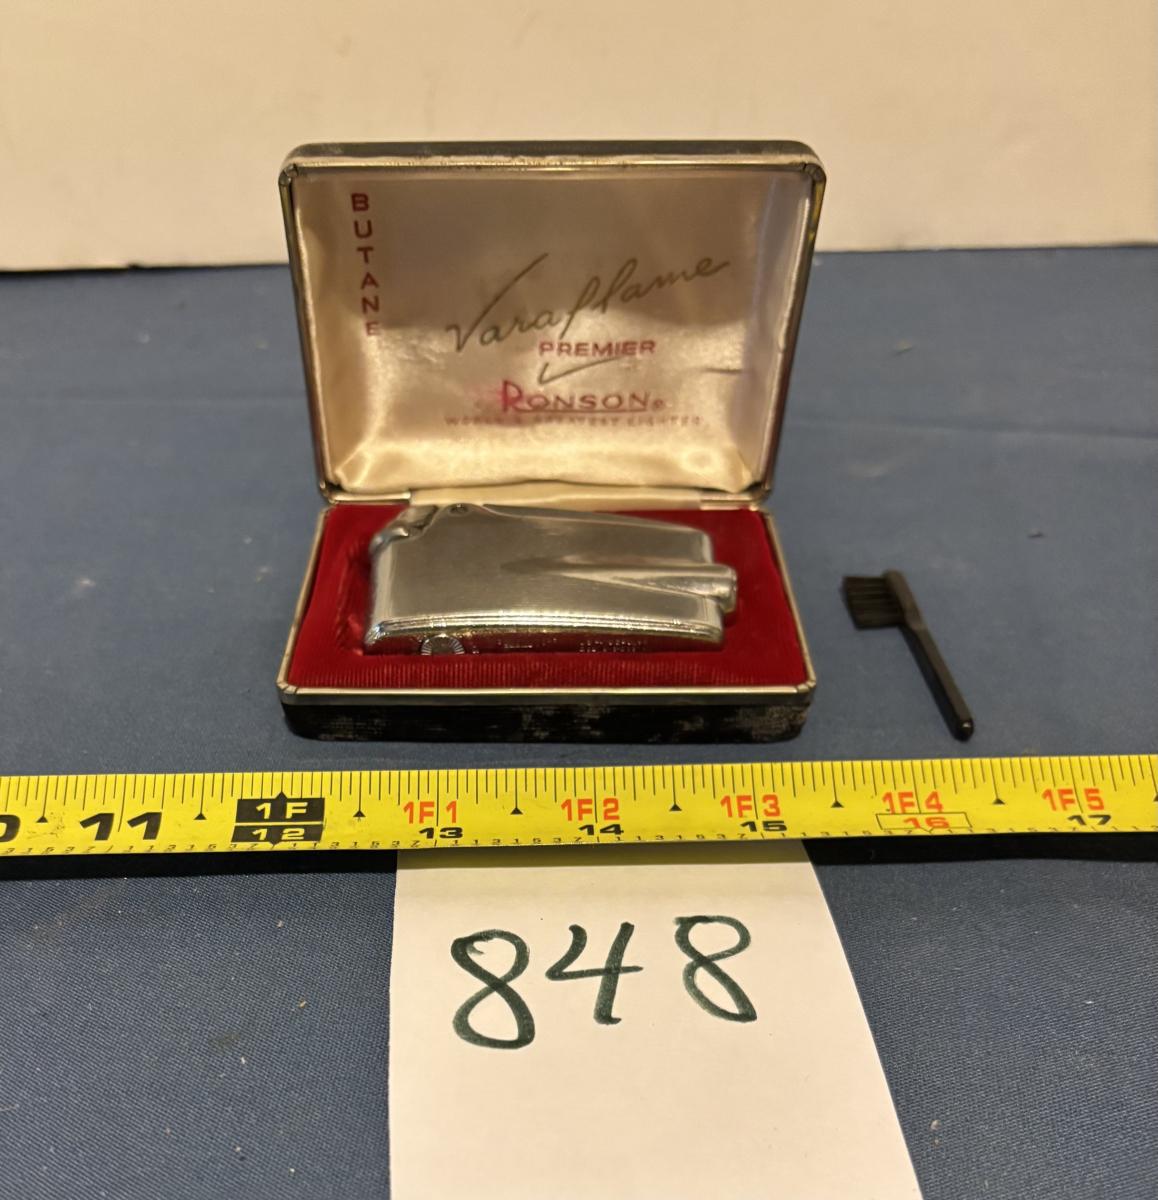 BUTANE
Varaflame
PREMIER
RONSON®
WORLD'S GREATEST LIGHTER
11 1F 1F1 1F2 1F3 1F4 1F5
12 13 14 15 16 17
848